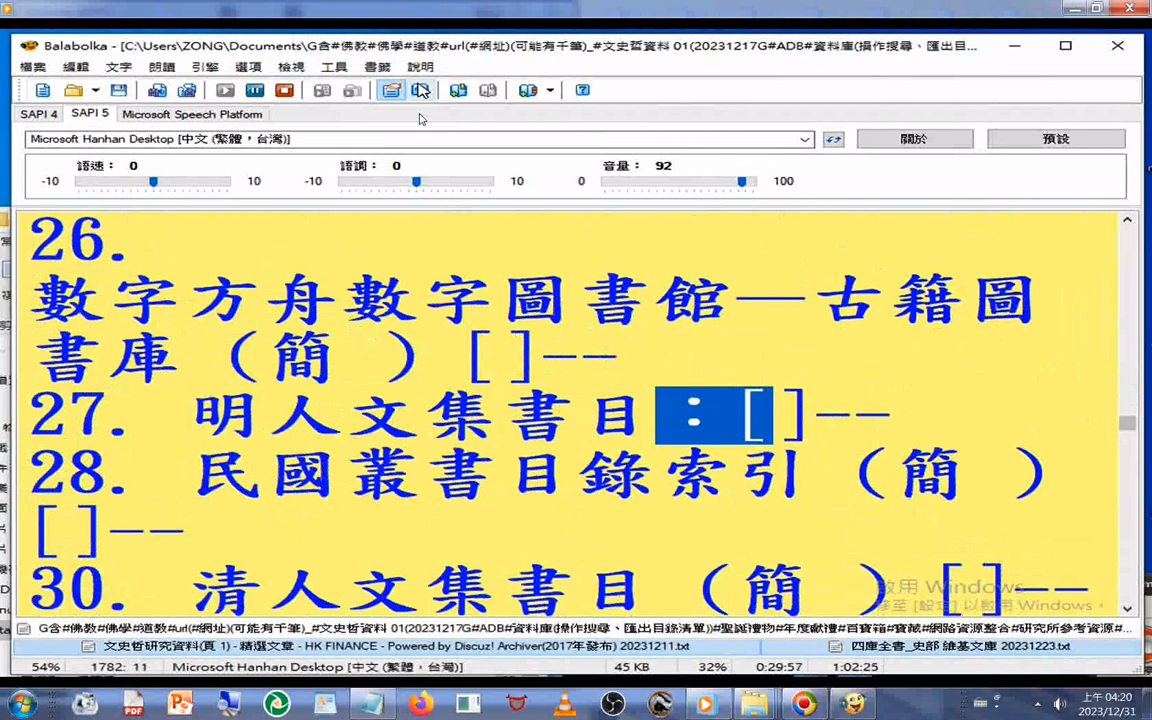 Balabolka - [C:\Users\ZONG\Documents\G含#佛教#佛學#道教#url(#網址)(可能有千筆)_#文史哲資料 01(20231217G#ADB#資料庫(操作搜尋、匯出目...
檔案 編輯 文字 朗讀 引擎 選項 檢視 工具 書籤 說明
SAPI 4 SAPI 5 Microsoft Speech Platform
Microsoft Hanhan Desktop [中文 (繁體，台灣)] 關於 預設
語速： 0 語調： 0 音量： 92
-10 10 -10 10 0 100
26.
數字方舟數字圖書館—古籍圖
書庫（簡 ）[]--
27. 明人文集書目：[]--
28. 民國叢書目錄索引（簡 ）
[]--
30. 清人文集書目（簡 ）[]--
啟用 Windows
移至 [設定] 以啟用 Windows。
G含#佛教#佛學#道教#url(#網址)(可能有千筆)_#文史哲資料 01(20231217G#ADB#資料庫(操作搜尋、匯出目錄清單))#聖誕禮物#年度獻禮#百寶箱#寶藏#網路資源整合#研究所參考資源#...
文史哲研究資料(頁 1) - 精選文章 - HK FINANCE - Powered by Discuz! Archiver(2017年發布) 20231211.txt 四庫全書_史部 維基文庫 20231223.txt
54% 1782: 11 Microsoft Hanhan Desktop [中文 (繁體，台灣)] 45 KB 32% 0:29:57 1:02:25
上午 04:20
2023/12/31